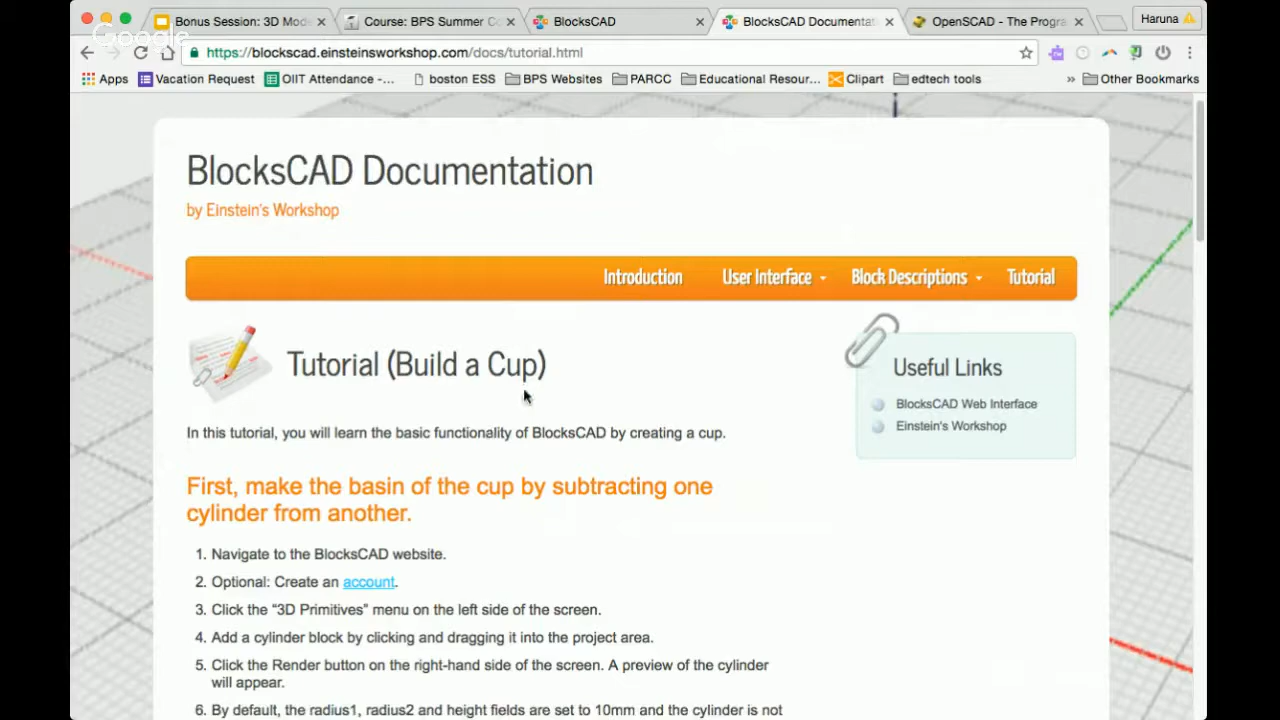 Bonus Session: 3D Mod
Course: BPS Summer Co
BlocksCAD
BlocksCAD Documentat
OpenSCAD - The Progra
Haruna
Google
https://blockscad.einsteinsworkshop.com/docs/tutorial.html
Apps
Vacation Request
OIIT Attendance -...
boston ESS
BPS Websites
PARCC
Educational Resour...
Clipart
edtech tools
»
Other Bookmarks
BlocksCAD Documentation
by Einstein's Workshop
Introduction
User Interface
Block Descriptions
Tutorial
Tutorial (Build a Cup)
Useful Links
BlocksCAD Web Interface
Einstein's Workshop
In this tutorial, you will learn the basic functionality of BlocksCAD by creating a cup.
First, make the basin of the cup by subtracting one
cylinder from another.
1. Navigate to the BlocksCAD website.
2. Optional: Create an account.
3. Click the “3D Primitives” menu on the left side of the screen.
4. Add a cylinder block by clicking and dragging it into the project area.
5. Click the Render button on the right-hand side of the screen. A preview of the cylinder
will appear.
6. By default, the radius1, radius2 and height fields are set to 10mm and the cylinder is not